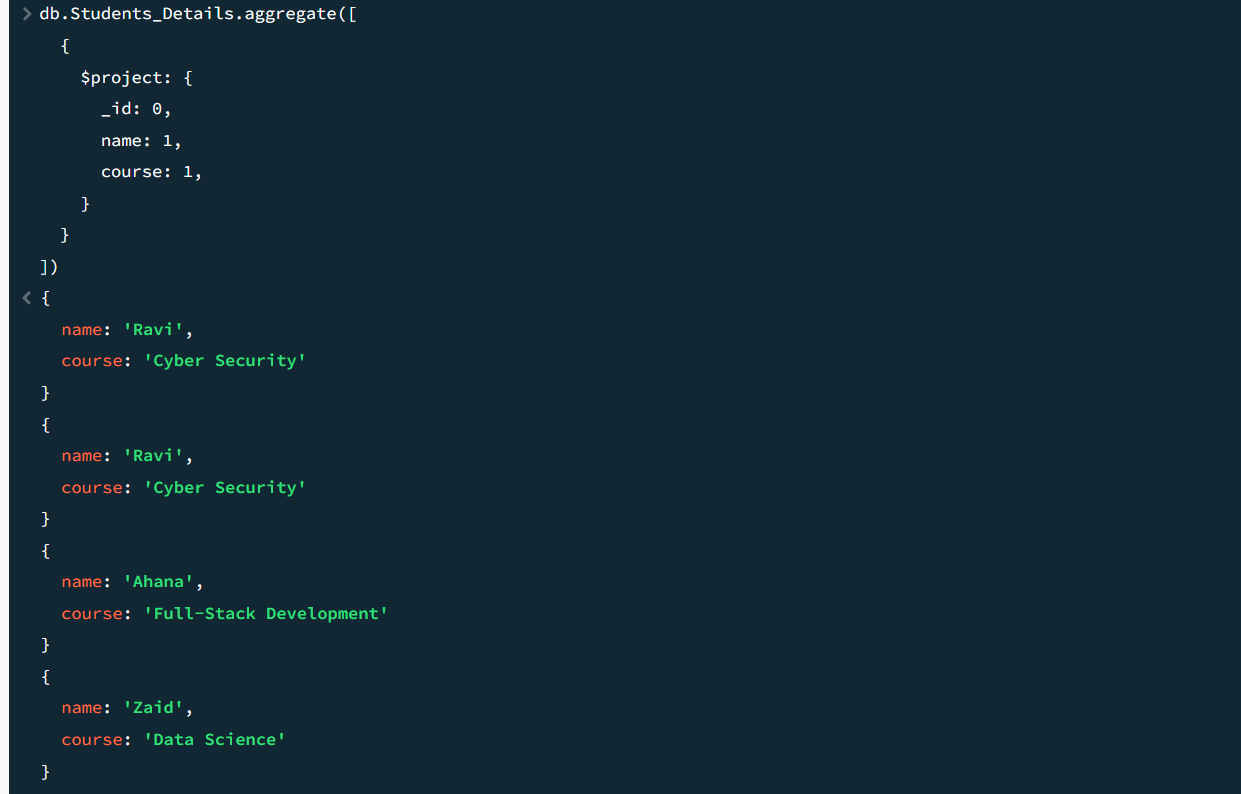 > db.Students_Details.aggregate([
{
$project: {
_id: 0,
name: 1,
course: 1,
}
}
])
< {
name: 'Ravi',
course: 'Cyber Security'
}
{
name: 'Ravi',
course: 'Cyber Security'
}
{
name: 'Ahana',
course: 'Full-Stack Development'
}
{
name: 'Zaid',
course: 'Data Science'
}